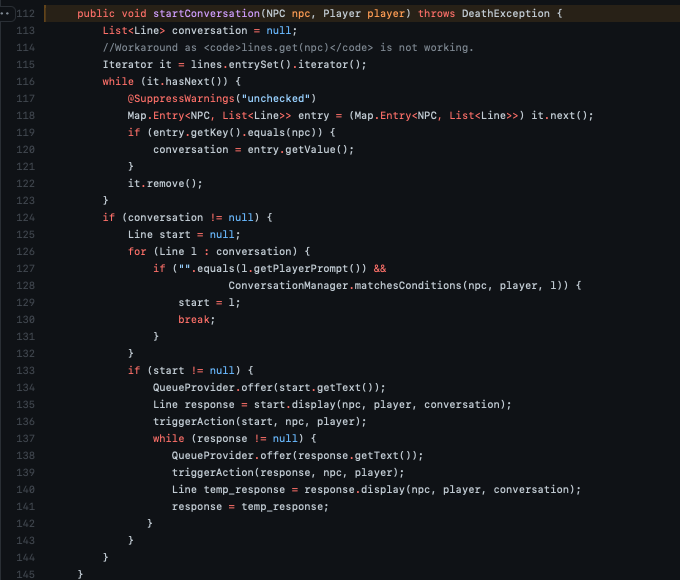 112 public void startConversation(NPC npc, Player player) throws DeathException {
113 List<Line> conversation = null;
114 //Workaround as <code>lines.get(npc)</code> is not working.
115 Iterator it = lines.entrySet().iterator();
116 while (it.hasNext()) {
117 @SuppressWarnings("unchecked")
118 Map.Entry<NPC, List<Line>> entry = (Map.Entry<NPC, List<Line>>) it.next();
119 if (entry.getKey().equals(npc)) {
120 conversation = entry.getValue();
121 }
122 it.remove();
123 }
124 if (conversation != null) {
125 Line start = null;
126 for (Line l : conversation) {
127 if ("".equals(l.getPlayerPrompt()) &&
128 ConversationManager.matchesConditions(npc, player, l)) {
129 start = l;
130 break;
131 }
132 }
133 if (start != null) {
134 QueueProvider.offer(start.getText());
135 Line response = start.display(npc, player, conversation);
136 triggerAction(start, npc, player);
137 while (response != null) {
138 QueueProvider.offer(response.getText());
139 triggerAction(response, npc, player);
140 Line temp_response = response.display(npc, player, conversation);
141 response = temp_response;
142 }
143 }
144 }
145 }